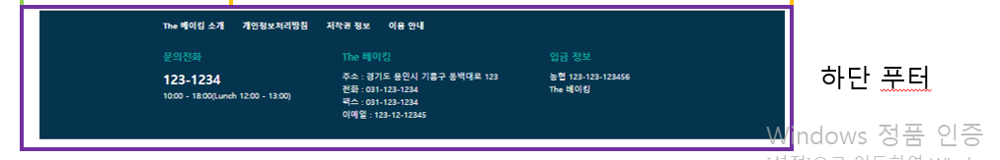 The 베이킹 소개 개인정보처리방침 저작권 정보 이용 안내
문의전화
123-1234
10:00 - 18:00(Lunch 12:00 - 13:00)
The 베이킹
주소 : 경기도 용인시 기흥구 동백대로 123
전화 : 031-123-1234
팩스 : 031-123-1234
이메일 : 123-12-12345
입금 정보
농협 123-123-123456
The 베이킹
하단 푸터
Windows 정품 인증